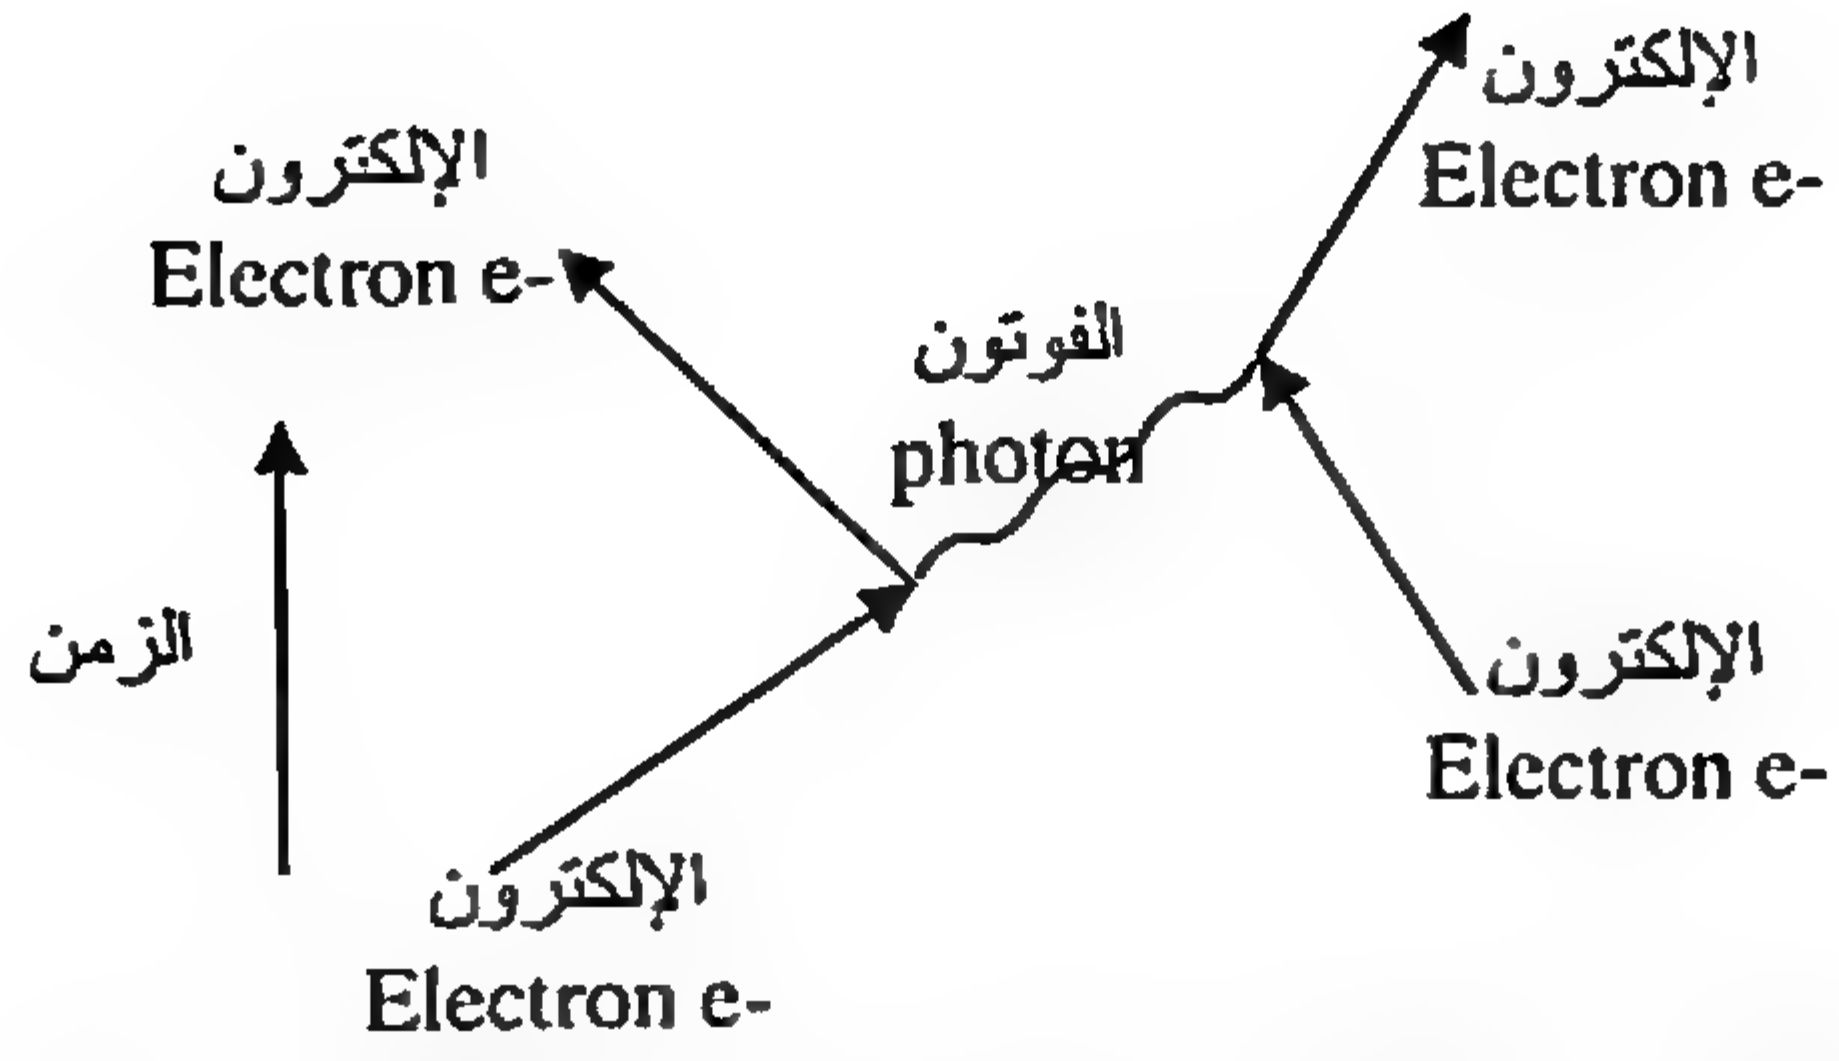 الإلكترون
Electron e-
الإلكترون
Electron e-
الفوتون
photon
الزمن
الإلكترون
Electron e-
الإلكترون
Electron e-